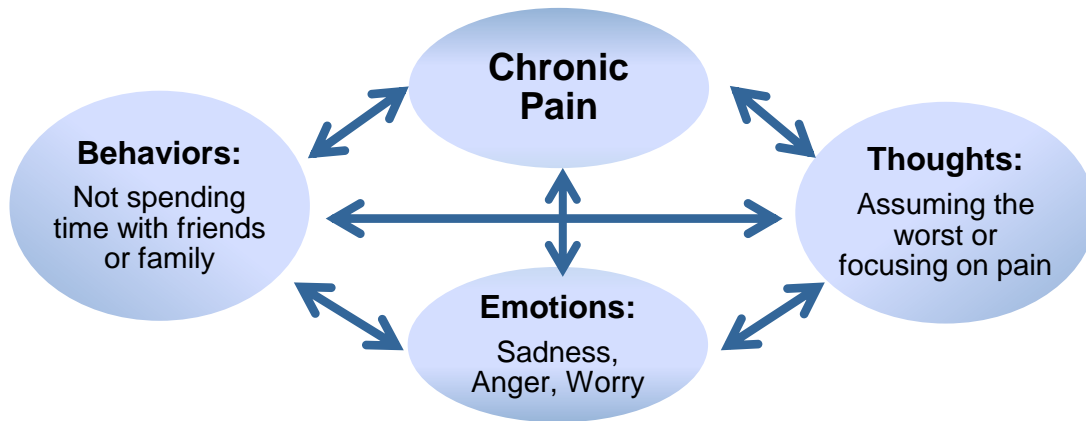 Chronic
Pain
Behaviors:
Not spending
time with friends
or family
Thoughts:
Assuming the
worst or
focusing on pain
Emotions:
Sadness,
Anger, Worry